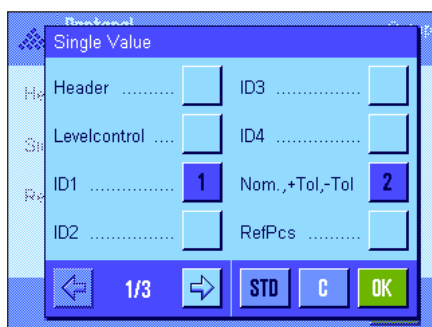 Single Value
Header ..........
ID3 ...............
Levelcontrol ....
ID4 ...............
ID1 ............... 1
Nom.,+Tol,-Tol 2
ID2 ...............
RefPcs .........
1/3
STD C OK